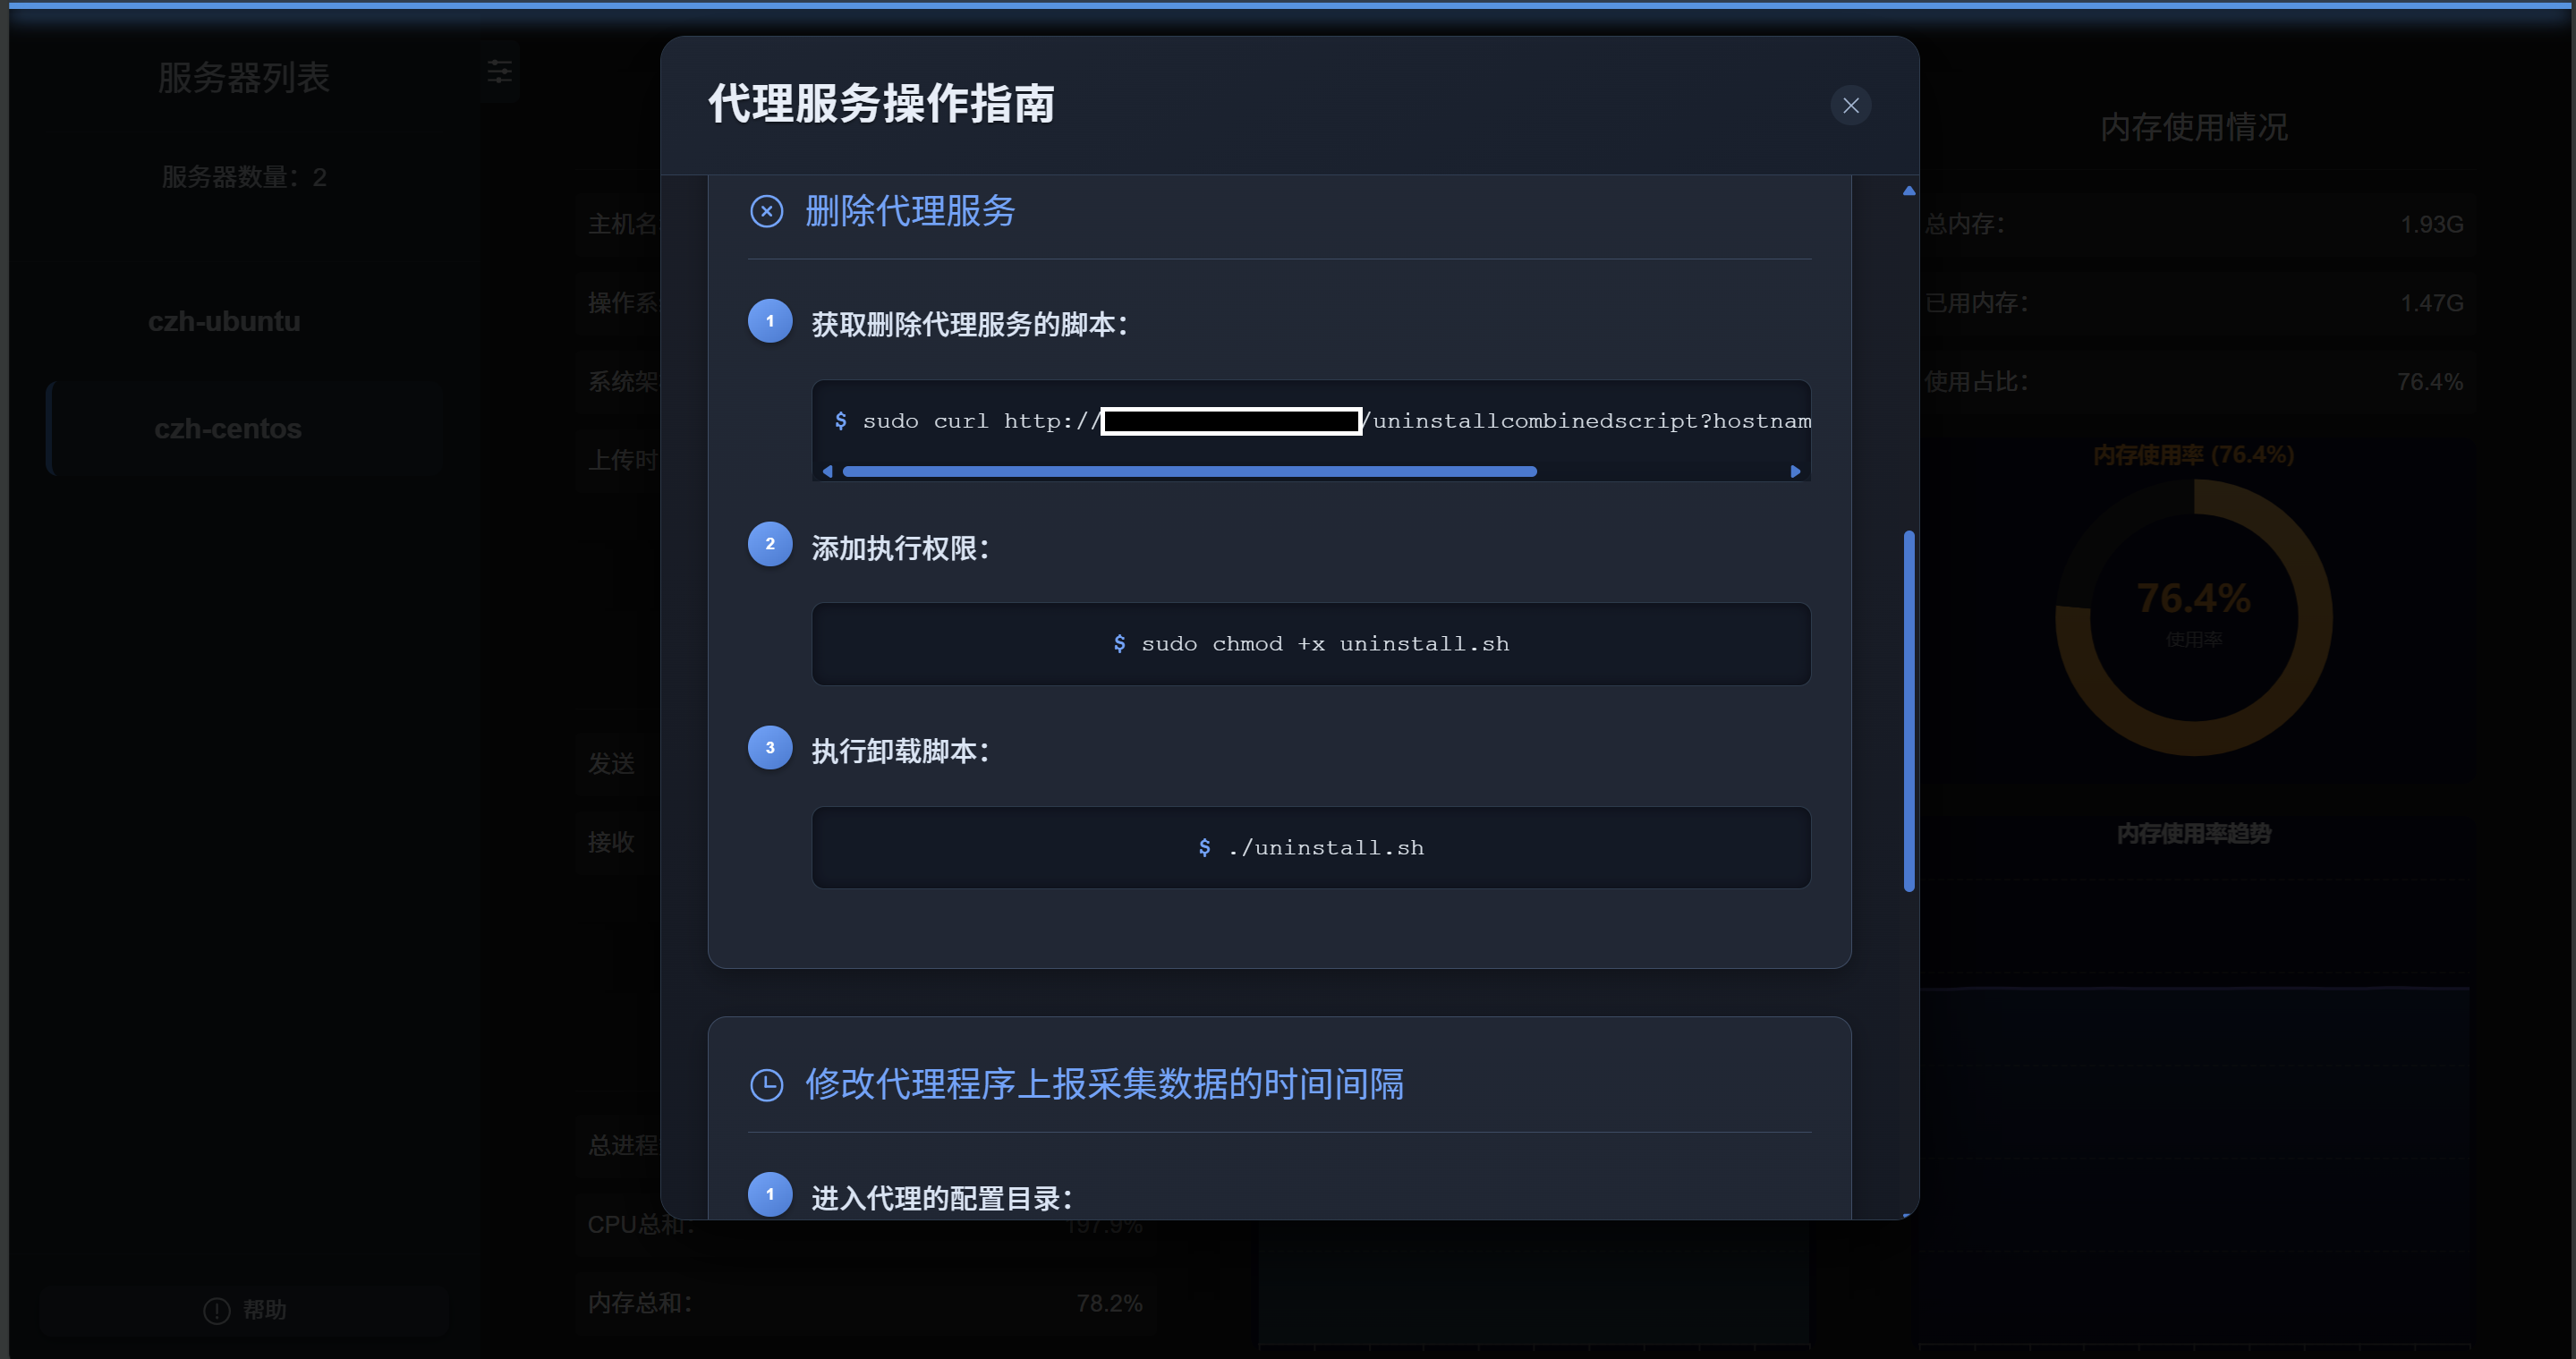 服务器列表
服务器数量：2
czh-ubuntu
czh-centos
帮助
代理服务操作指南
删除代理服务
1 获取删除代理服务的脚本：
$ sudo curl http:// /uninstallcombinedscript?hostnam
2 添加执行权限：
$ sudo chmod +x uninstall.sh
3 执行卸载脚本：
$ ./uninstall.sh
修改代理程序上报采集数据的时间间隔
1 进入代理的配置目录：
主机名
操作系
系统架
上传时
发送
接收
总进程
CPU总和： 197.9%
内存总和： 78.2%
内存使用情况
总内存： 1.93G
已用内存： 1.47G
使用占比： 76.4%
内存使用率 (76.4%)
76.4%
使用率
内存使用率趋势